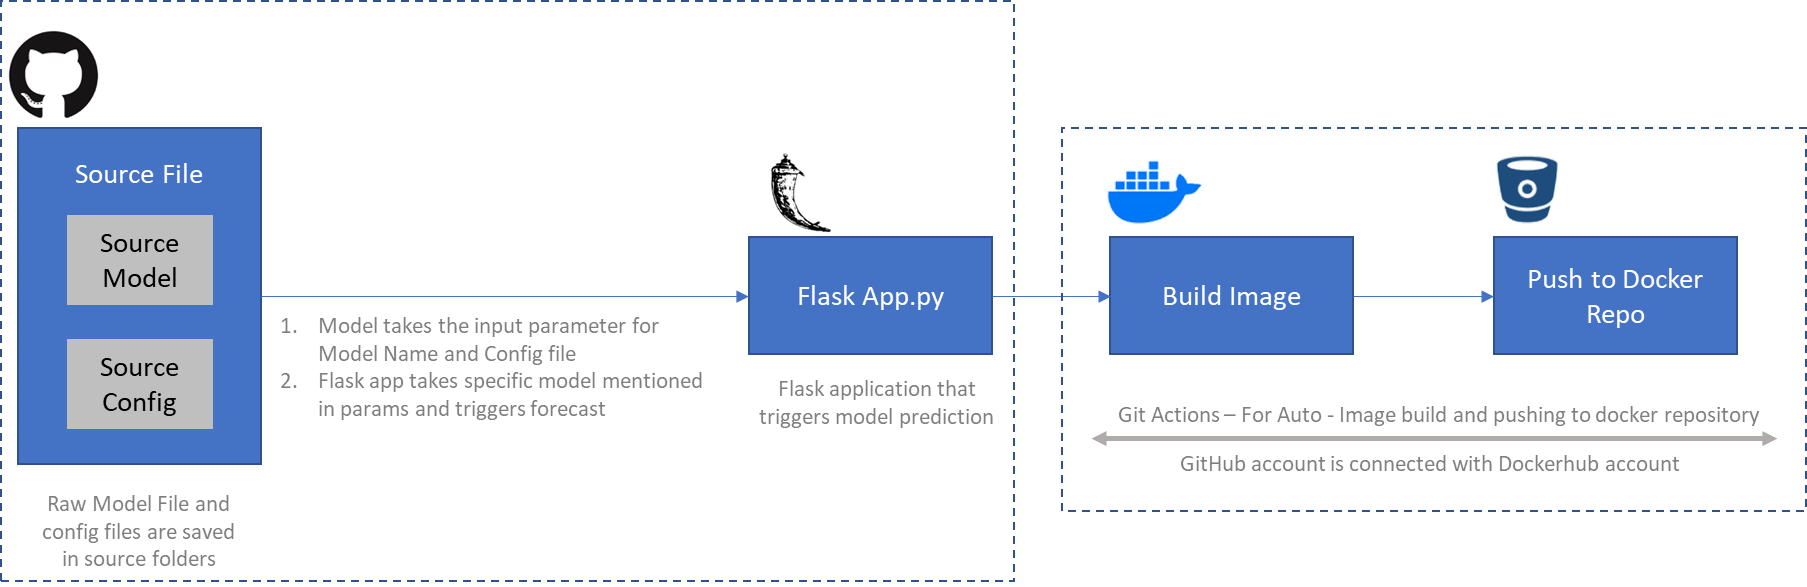 Source File
Source
Model
Source
Config
Raw Model File and
config files are saved
in source folders
1. Model takes the input parameter for
Model Name and Config file
2. Flask app takes specific model mentioned
in params and triggers forecast
Flask App.py
Flask application that
triggers model prediction
Build Image
Push to Docker
Repo
Git Actions – For Auto - Image build and pushing to docker repository
GitHub account is connected with Dockerhub account